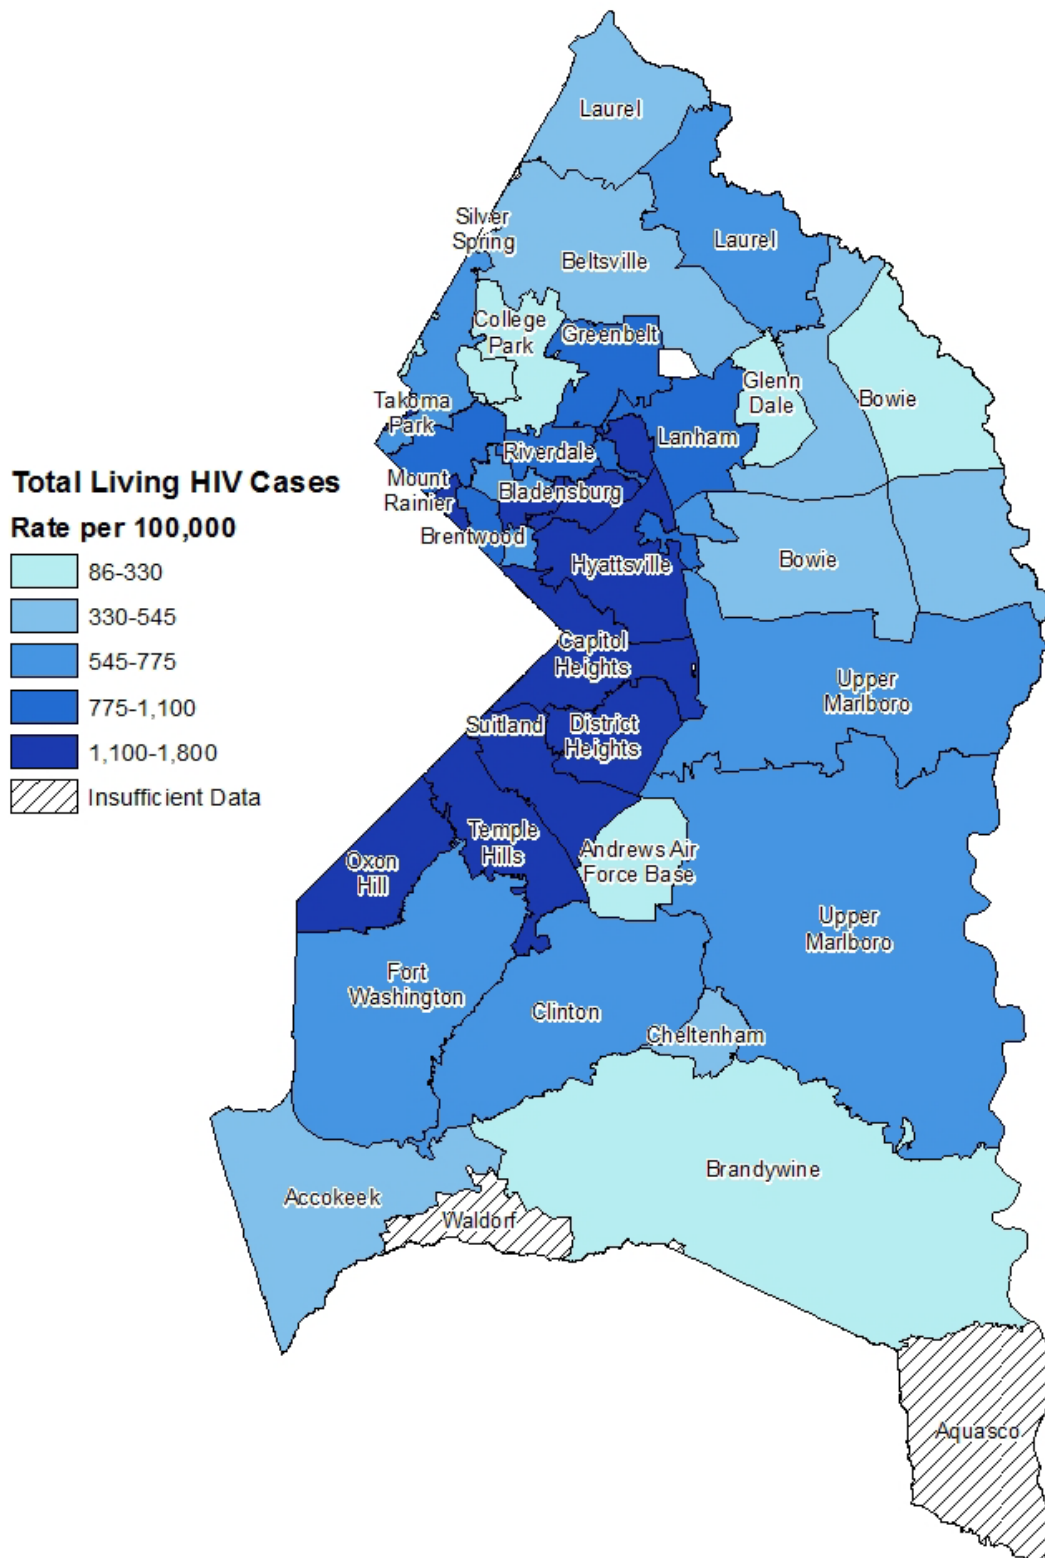 Total Living HIV Cases
Rate per 100,000
86-330
330-545
545-775
775-1,100
1,100-1,800
Insufficient Data
Laurel
Silver
Spring
Laurel
Beltsville
College
Park
Greenbelt
Glenn
Dale
Bowie
Takoma
Park
Lanham
Riverdale
Mount
Rainier
Bladensburg
Brentwood
Hyattsville
Bowie
Capitol
Heights
Upper
Marlboro
Suitland
District
Heights
Temple
Hills
Andrews Air
Force Base
Oxon
Hill
Upper
Marlboro
Fort
Washington
Clinton
Cheltenham
Brandywine
Accokeek
Waldorf
Aquasco